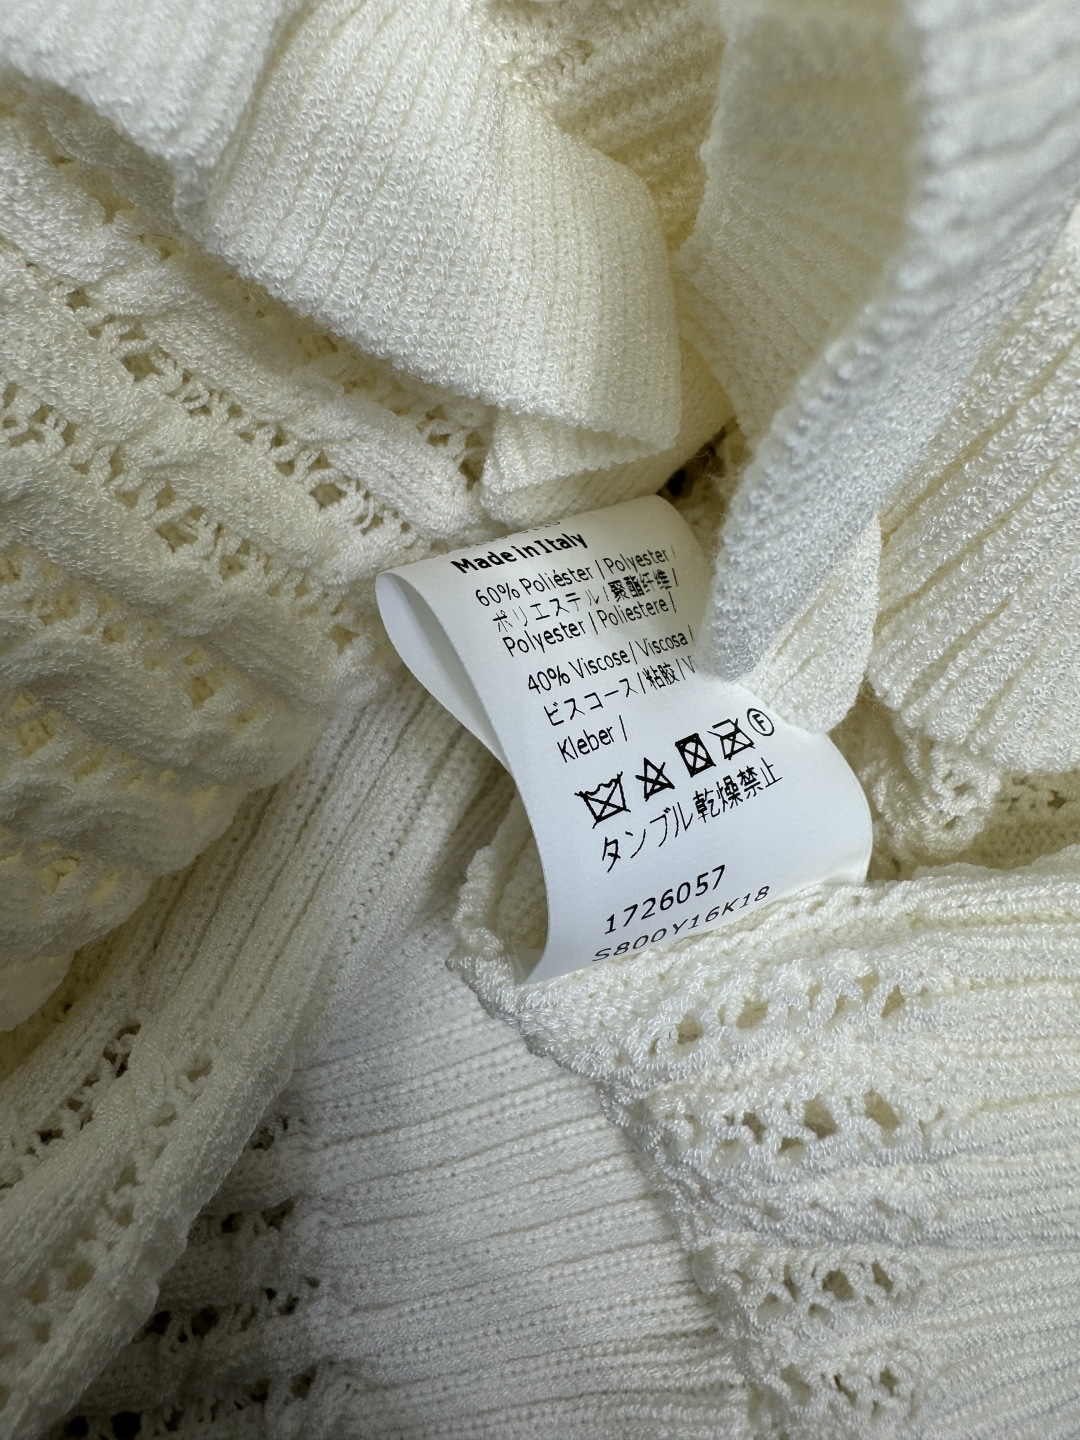 Made in Italy
60% Poliéster / Polyester /
ポリエステル / 聚酯纤维 /
Polyester / Poliestere /
40% Viscose / Viscosa /
ビスコース / 粘胶 /
Kleber /
F
タンブル乾燥禁止
1726057
S800Y16K18